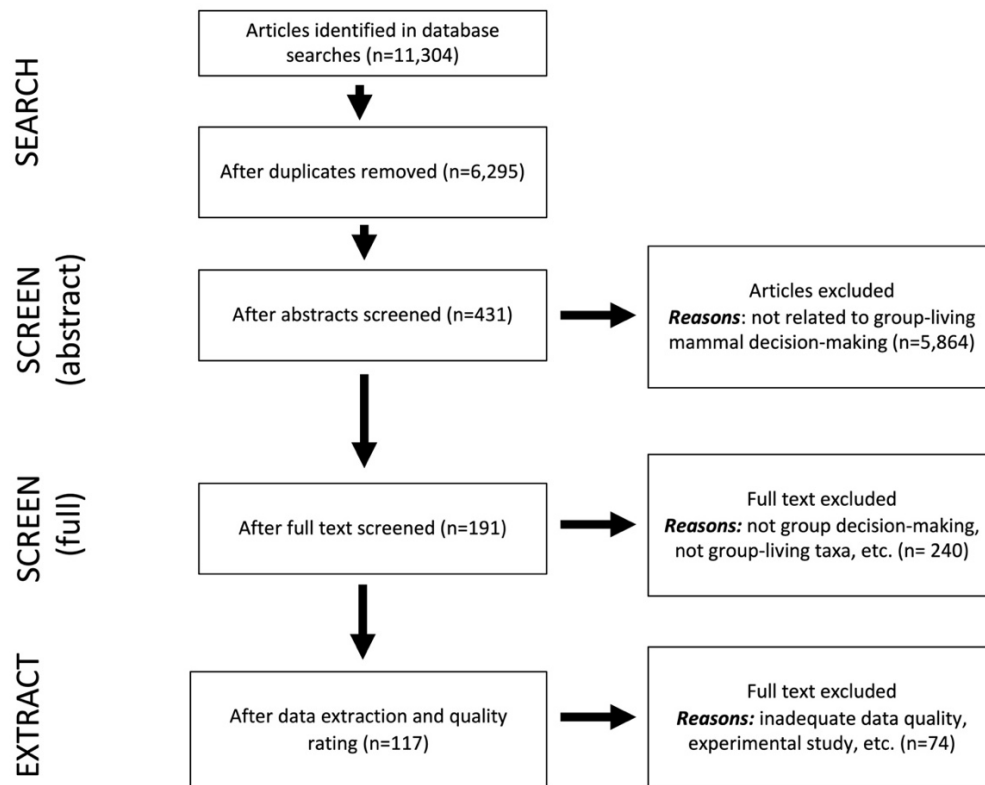 SEARCH
Articles identified in database
searches (n=11,304)
After duplicates removed (n=6,295)
SCREEN
(abstract)
After abstracts screened (n=431)
Articles excluded
Reasons: not related to group-living
mammal decision-making (n=5,864)
SCREEN
(full)
After full text screened (n=191)
Full text excluded
Reasons: not group decision-making,
not group-living taxa, etc. (n= 240)
EXTRACT
After data extraction and quality
rating (n=117)
Full text excluded
Reasons: inadequate data quality,
experimental study, etc. (n=74)